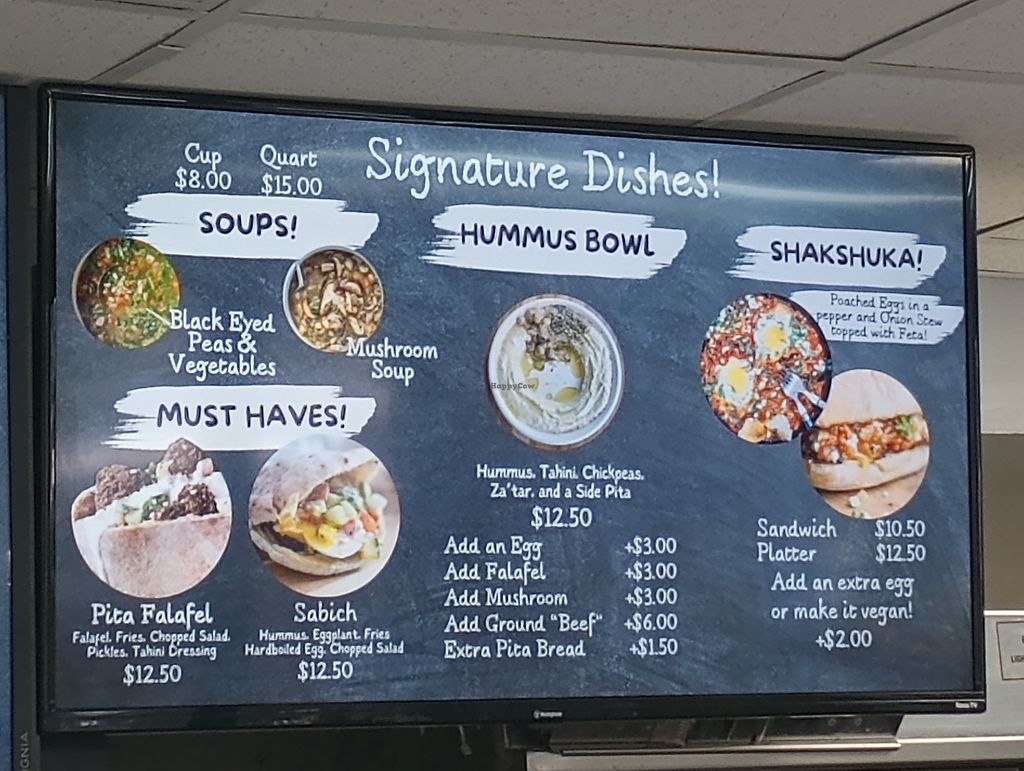 Signature Dishes!
Cup Quart
$8.00 $15.00
SOUPS!
Black Eyed
Peas &
Vegetables
Mushroom
Soup
MUST HAVES!
Pita Falafel
Falafel. Fries. Chopped Salad.
Pickles. Tahini Dressing
$12.50
Sabich
Hummus. Eggplant. Fries
Hardboiled Egg. Chopped Salad
$12.50
HUMMUS BOWL
HappyCow
Hummus. Tahini. Chickpeas.
Za'tar. and a Side Pita
$12.50
Add an Egg +$3.00
Add Falafel +$3.00
Add Mushroom +$3.00
Add Ground "Beef" +$6.00
Extra Pita Bread +$1.50
SHAKSHUKA!
Poached Eggs in a
pepper and Onion Stew
topped with Feta!
Sandwich $10.50
Platter $12.50
Add an extra egg
or make it vegan!
+$2.00
Roku TV